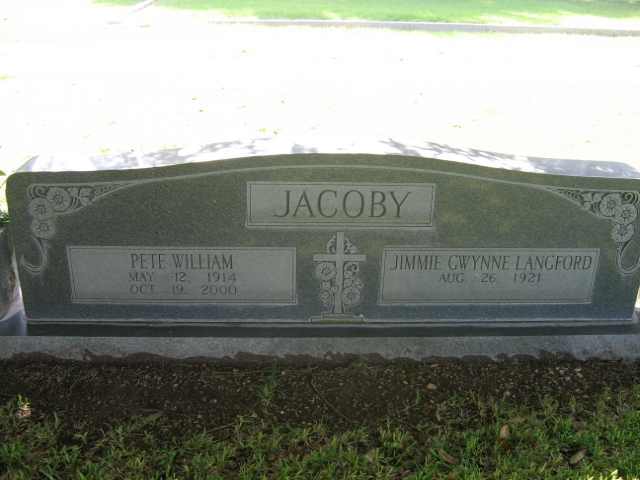 JACOBY
PETE WILLIAM
MAY 12, 1914
OCT. 19, 2000
JIMMIE GWYNNE LANGFORD
AUG. 26, 1921